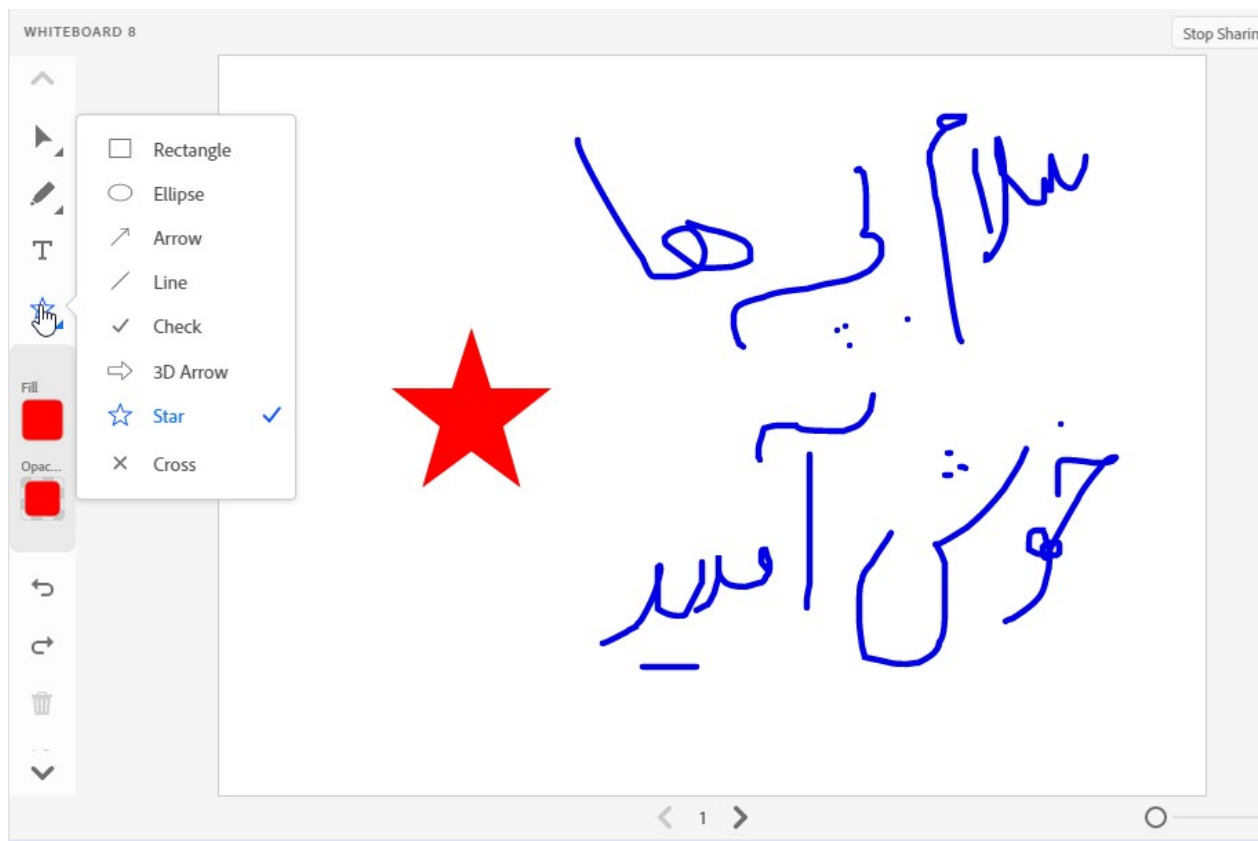 WHITEBOARD 8
Stop Sharin
Rectangle
Ellipse
Arrow
Line
Check
3D Arrow
Star
Cross
T
Fill
Opac...
سلام بچه ها
خوش آمدید
1